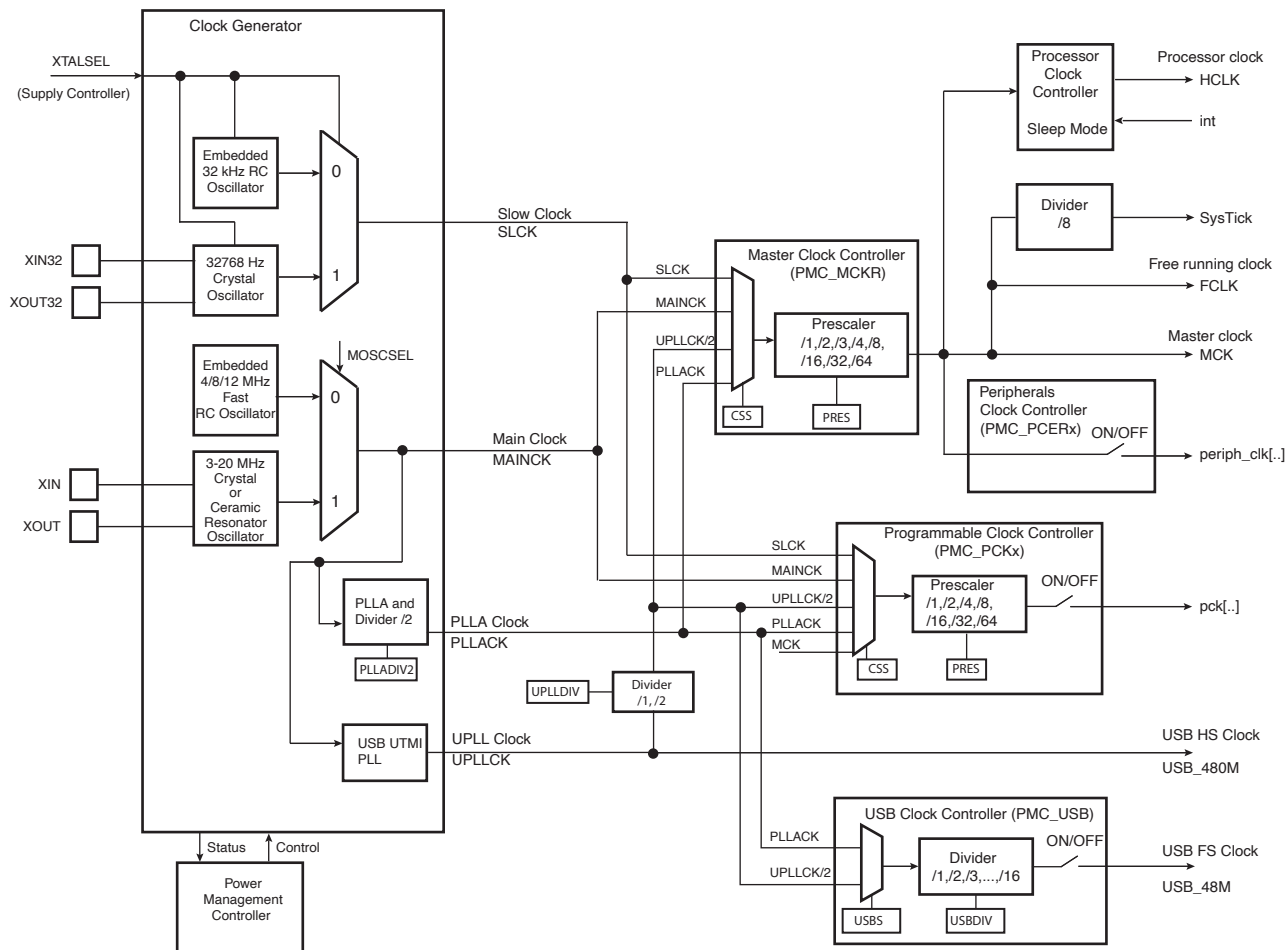 Clock Generator
XTALSEL
(Supply Controller)
Embedded
32 kHz RC
Oscillator
0
XIN32
XOUT32
32768 Hz
Crystal
Oscillator
1
Slow Clock
SLCK
MOSCSEL
Embedded
4/8/12 MHz
Fast
RC Oscillator
0
XIN
XOUT
3-20 MHz
Crystal
or
Ceramic
Resonator
Oscillator
1
Main Clock
MAINCK
PLLA and
Divider /2
PLLADIV2
PLLA Clock
PLLACK
USB UTMI
PLL
UPLL Clock
UPLLCK
UPLLDIV
Divider
/1, /2
Status
Control
Power
Management
Controller
Master Clock Controller
(PMC_MCKR)
SLCK
MAINCK
UPLLCK/2
PLLACK
CSS
Prescaler
/1,/2,/3,/4,/8,
/16,/32,/64
PRES
Processor
Clock
Controller
Sleep Mode
Processor clock
HCLK
int
Divider
/8
SysTick
Free running clock
FCLK
Master clock
MCK
Peripherals
Clock Controller
(PMC_PCERx)
ON/OFF
periph_clk[..]
Programmable Clock Controller
(PMC_PCKx)
SLCK
MAINCK
UPLLCK/2
PLLACK
MCK
CSS
Prescaler
/1,/2,/4,/8,
/16,/32,/64
PRES
ON/OFF
pck[..]
USB HS Clock
USB_480M
USB Clock Controller (PMC_USB)
PLLACK
UPLLCK/2
USBS
Divider
/1,/2,/3,...,/16
USBDIV
ON/OFF
USB FS Clock
USB_48M